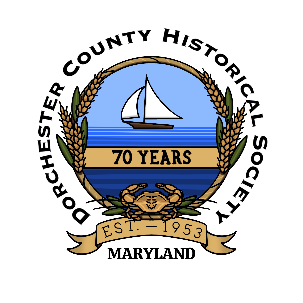 Dorchester County Historical Society
70 YEARS
EST. – 1953
MARYLAND